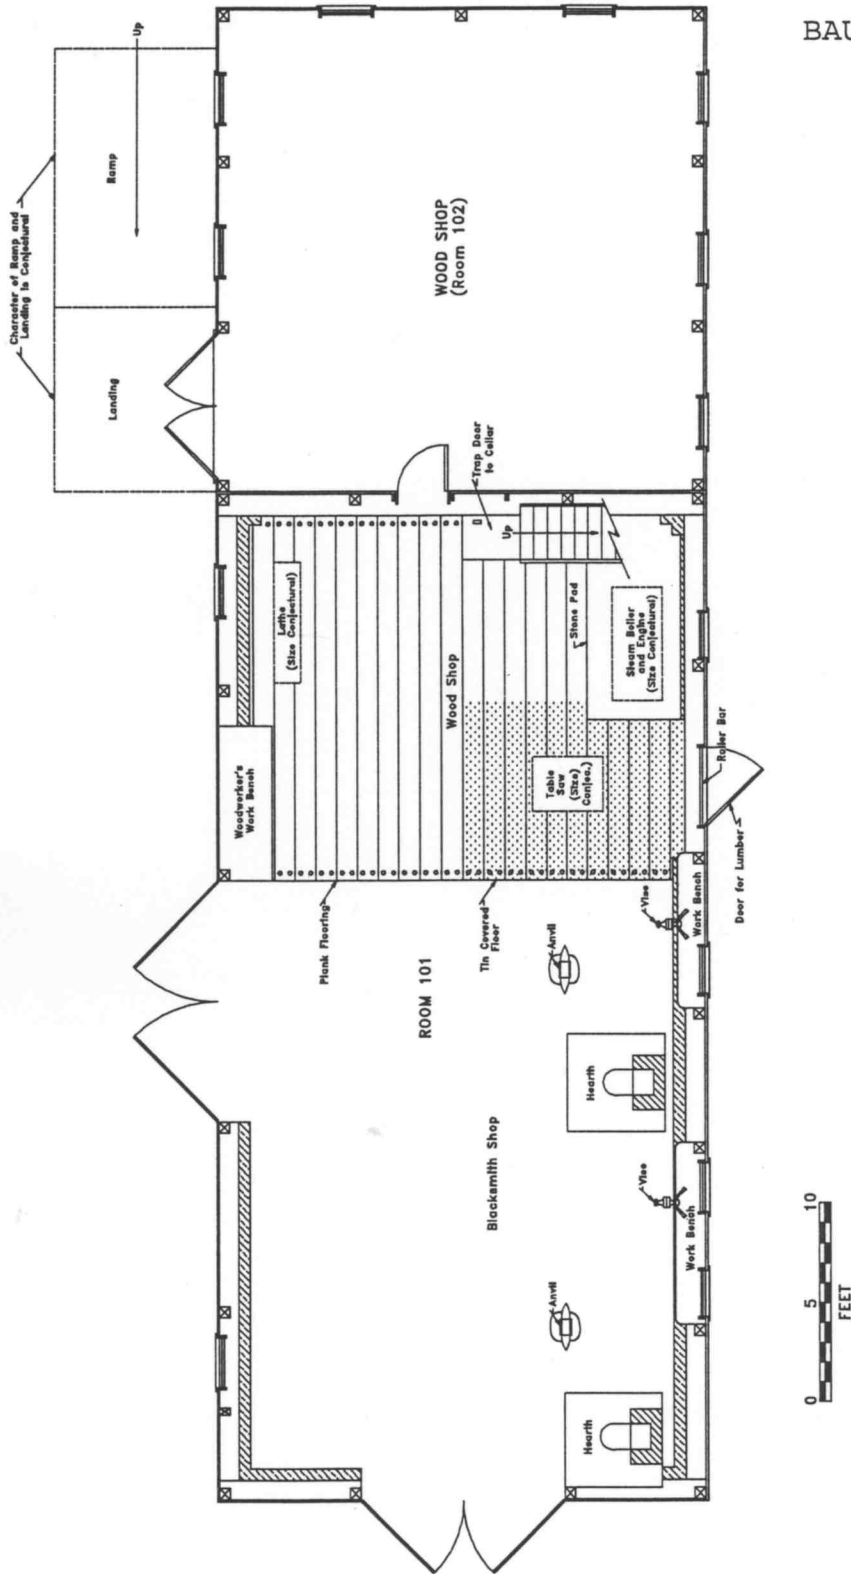 BAU
Up
Character of Ramp and
Landing is Conjectural
Ramp
Landing
WOOD SHOP
(Room 102)
Trap Door
to Cellar
Up
Lathe
(Size Conjectural)
Stone Pad
Steam Boiler
and Engine
(Size Conjectural)
Wood Shop
Woodworker's
Work Bench
Table
Saw
(Size)
Conjec.)
Roller Bar
Door for Lumber
Plank Flooring
Tin Covered
Floor
Vise
Work Bench
Anvil
ROOM 101
Hearth
Blacksmith Shop
Vise
Work Bench
Anvil
Hearth
0 5 10
FEET